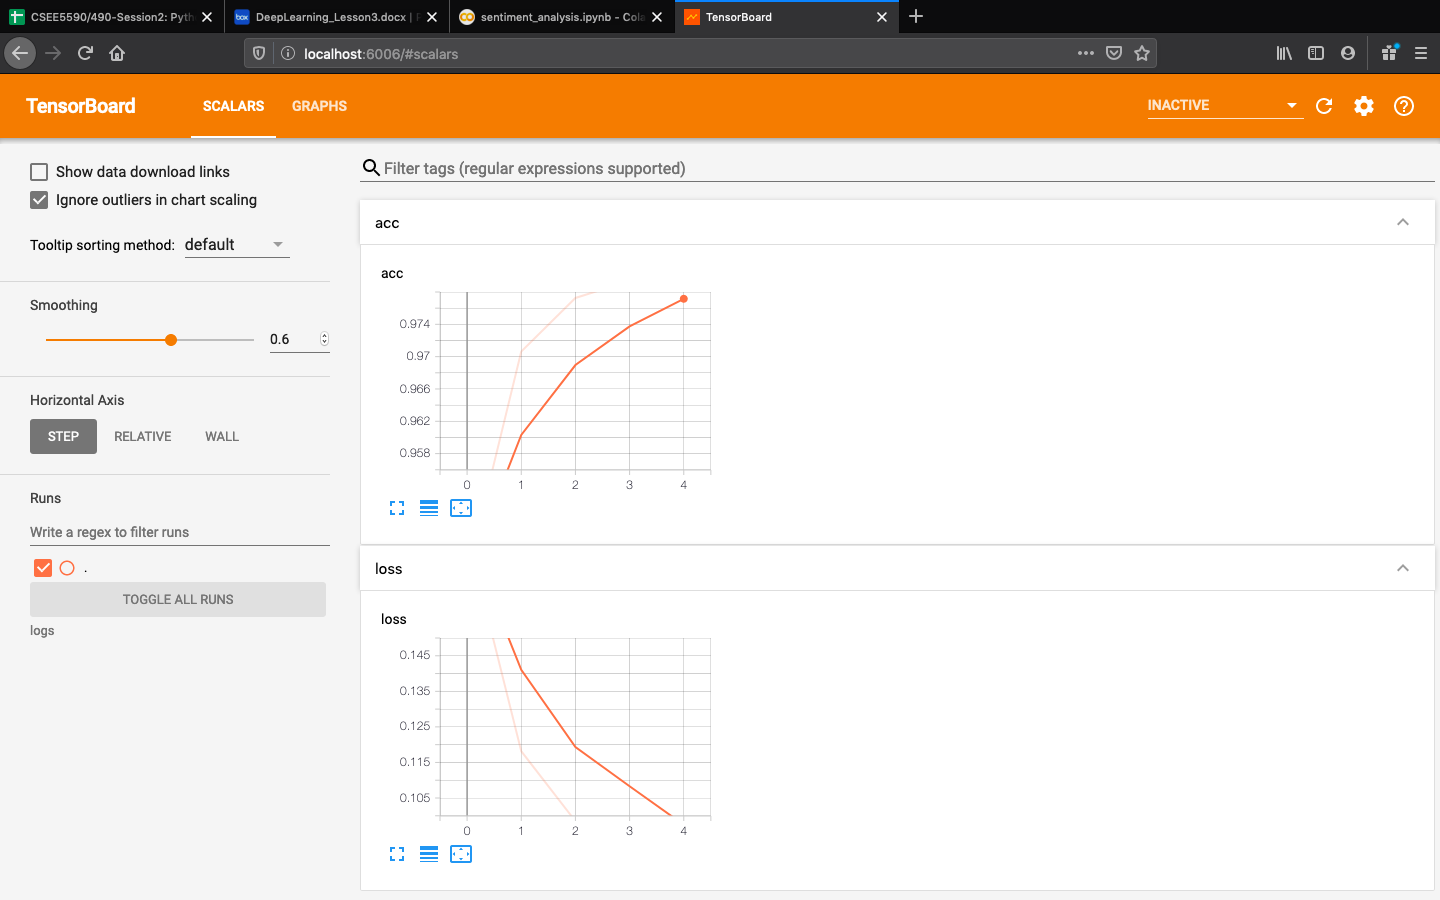 CSEE5590/490-Session2: Pyth
DeepLearning_Lesson3.docx | P
sentiment_analysis.ipynb - Cola
TensorBoard
localhost:6006/#scalars
TensorBoard
SCALARS
GRAPHS
INACTIVE
Show data download links
Ignore outliers in chart scaling
Tooltip sorting method: default
Smoothing
0.6
Horizontal Axis
STEP
RELATIVE
WALL
Runs
Write a regex to filter runs
.
TOGGLE ALL RUNS
logs
Filter tags (regular expressions supported)
acc
acc
0.974
0.97
0.966
0.962
0.958
0 1 2 3 4
loss
loss
0.145
0.135
0.125
0.115
0.105
0 1 2 3 4